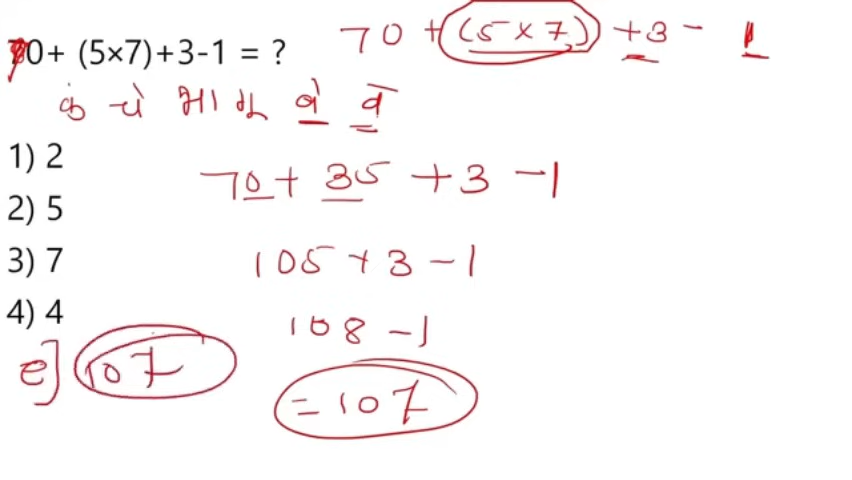 70+ (5×7)+3-1 = ?
70 + (5 × 7) + 3 - 1
कं चे भा गु बे व
1) 2
70 + 35 + 3 - 1
2) 5
3) 7
105 + 3 - 1
4) 4
108 - 1
e] 107
= 107